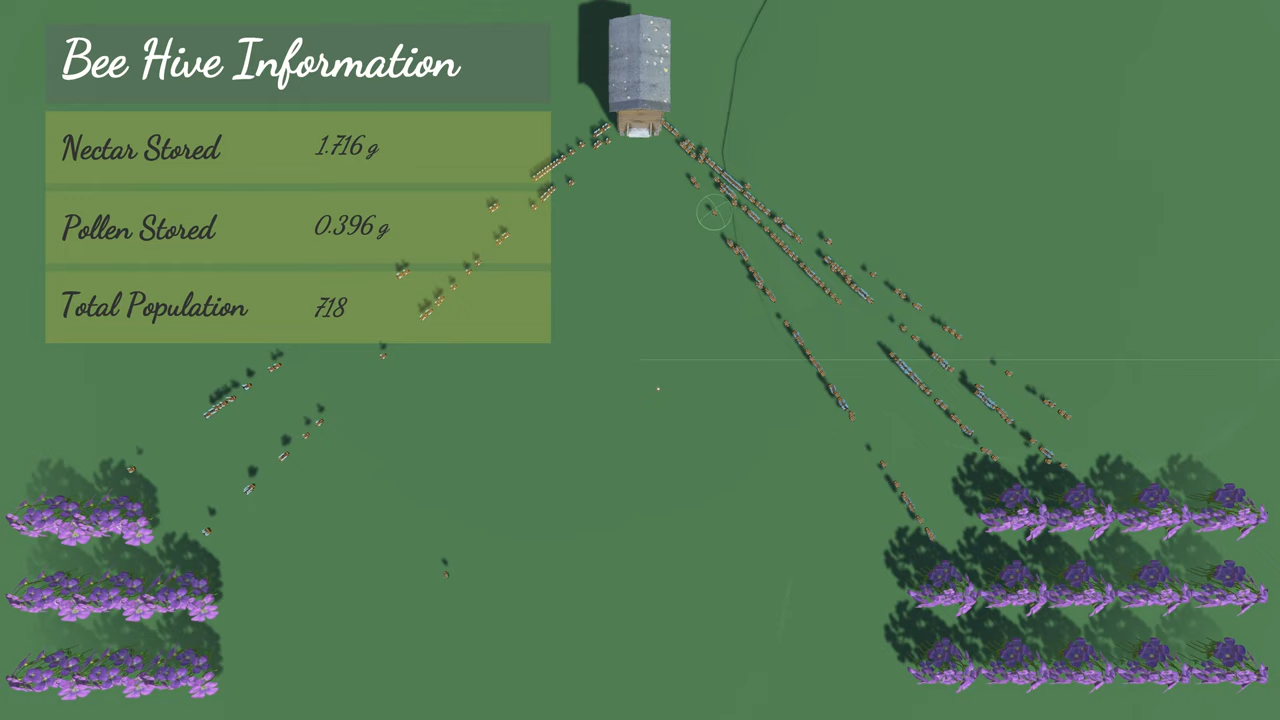 Bee Hive Information
Nectar Stored 1.716 g
Pollen Stored 0.396 g
Total Population 718